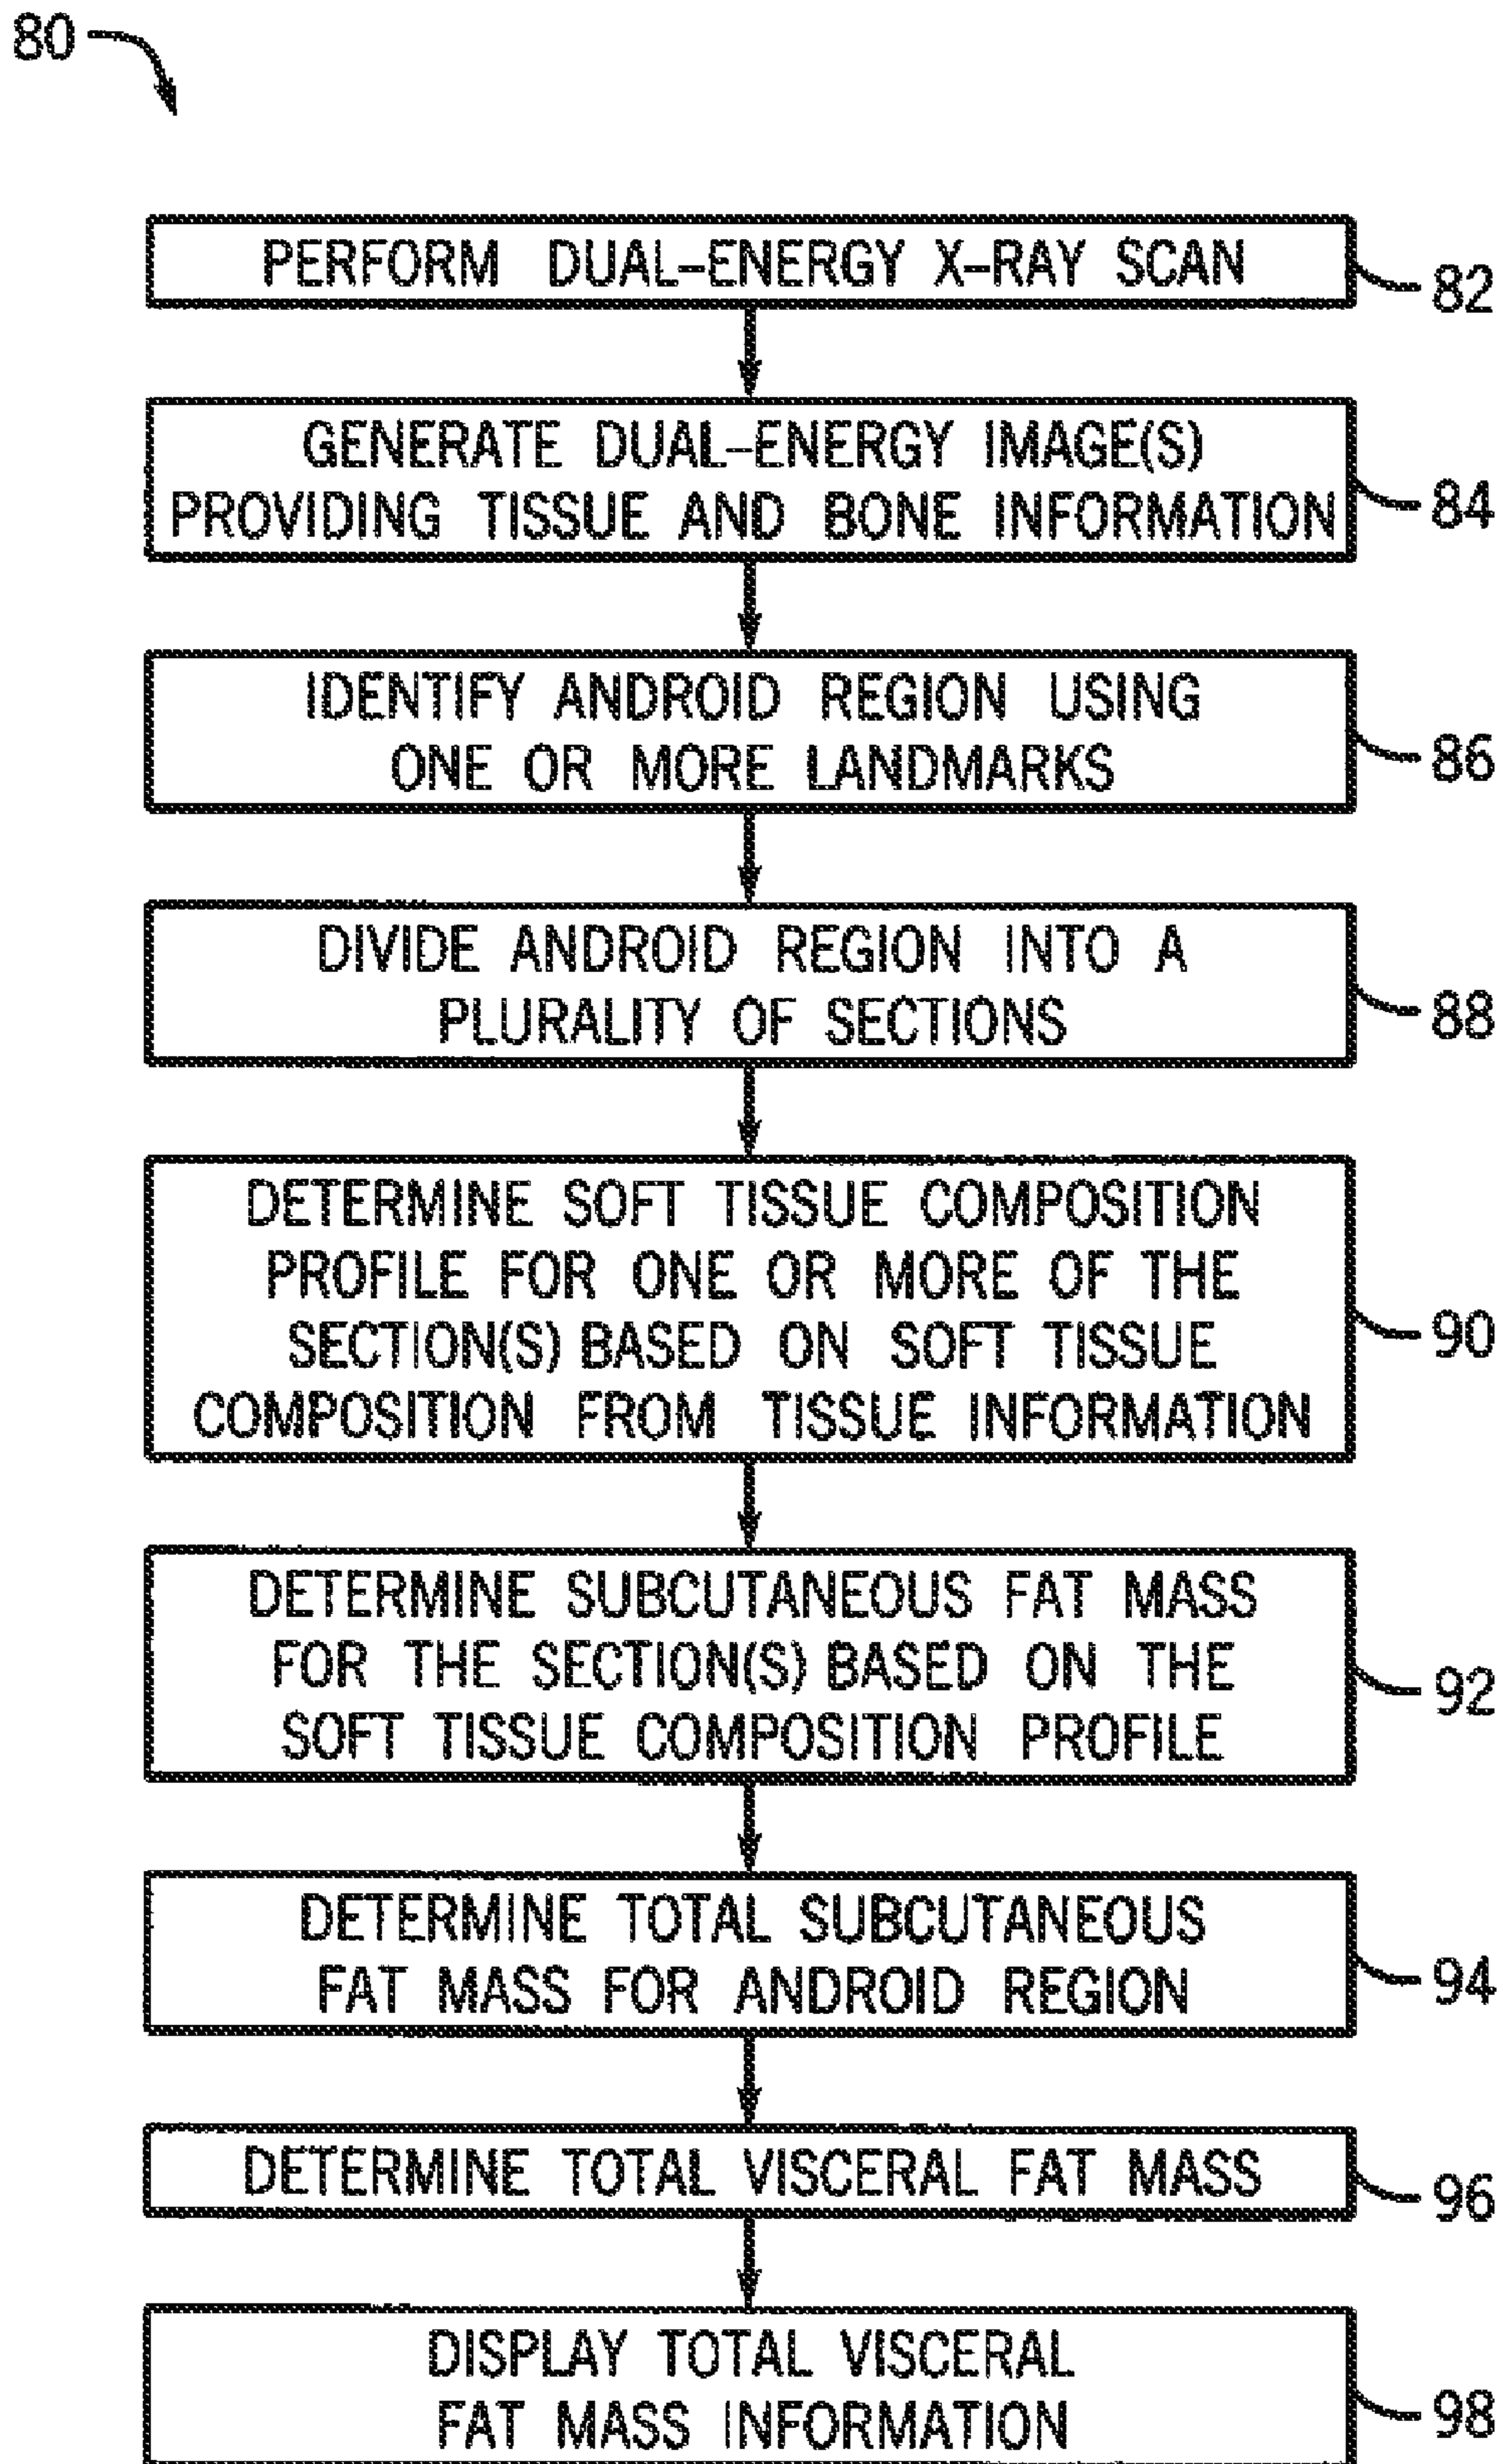 80
PERFORM DUAL-ENERGY X-RAY SCAN
82
GENERATE DUAL-ENERGY IMAGE(S)
PROVIDING TISSUE AND BONE INFORMATION
84
IDENTIFY ANDROID REGION USING
ONE OR MORE LANDMARKS
86
DIVIDE ANDROID REGION INTO A
PLURALITY OF SECTIONS
88
DETERMINE SOFT TISSUE COMPOSITION
PROFILE FOR ONE OR MORE OF THE
SECTION(S) BASED ON SOFT TISSUE
COMPOSITION FROM TISSUE INFORMATION
90
DETERMINE SUBCUTANEOUS FAT MASS
FOR THE SECTION(S) BASED ON THE
SOFT TISSUE COMPOSITION PROFILE
92
DETERMINE TOTAL SUBCUTANEOUS
FAT MASS FOR ANDROID REGION
94
DETERMINE TOTAL VISCERAL FAT MASS
96
DISPLAY TOTAL VISCERAL
FAT MASS INFORMATION
98